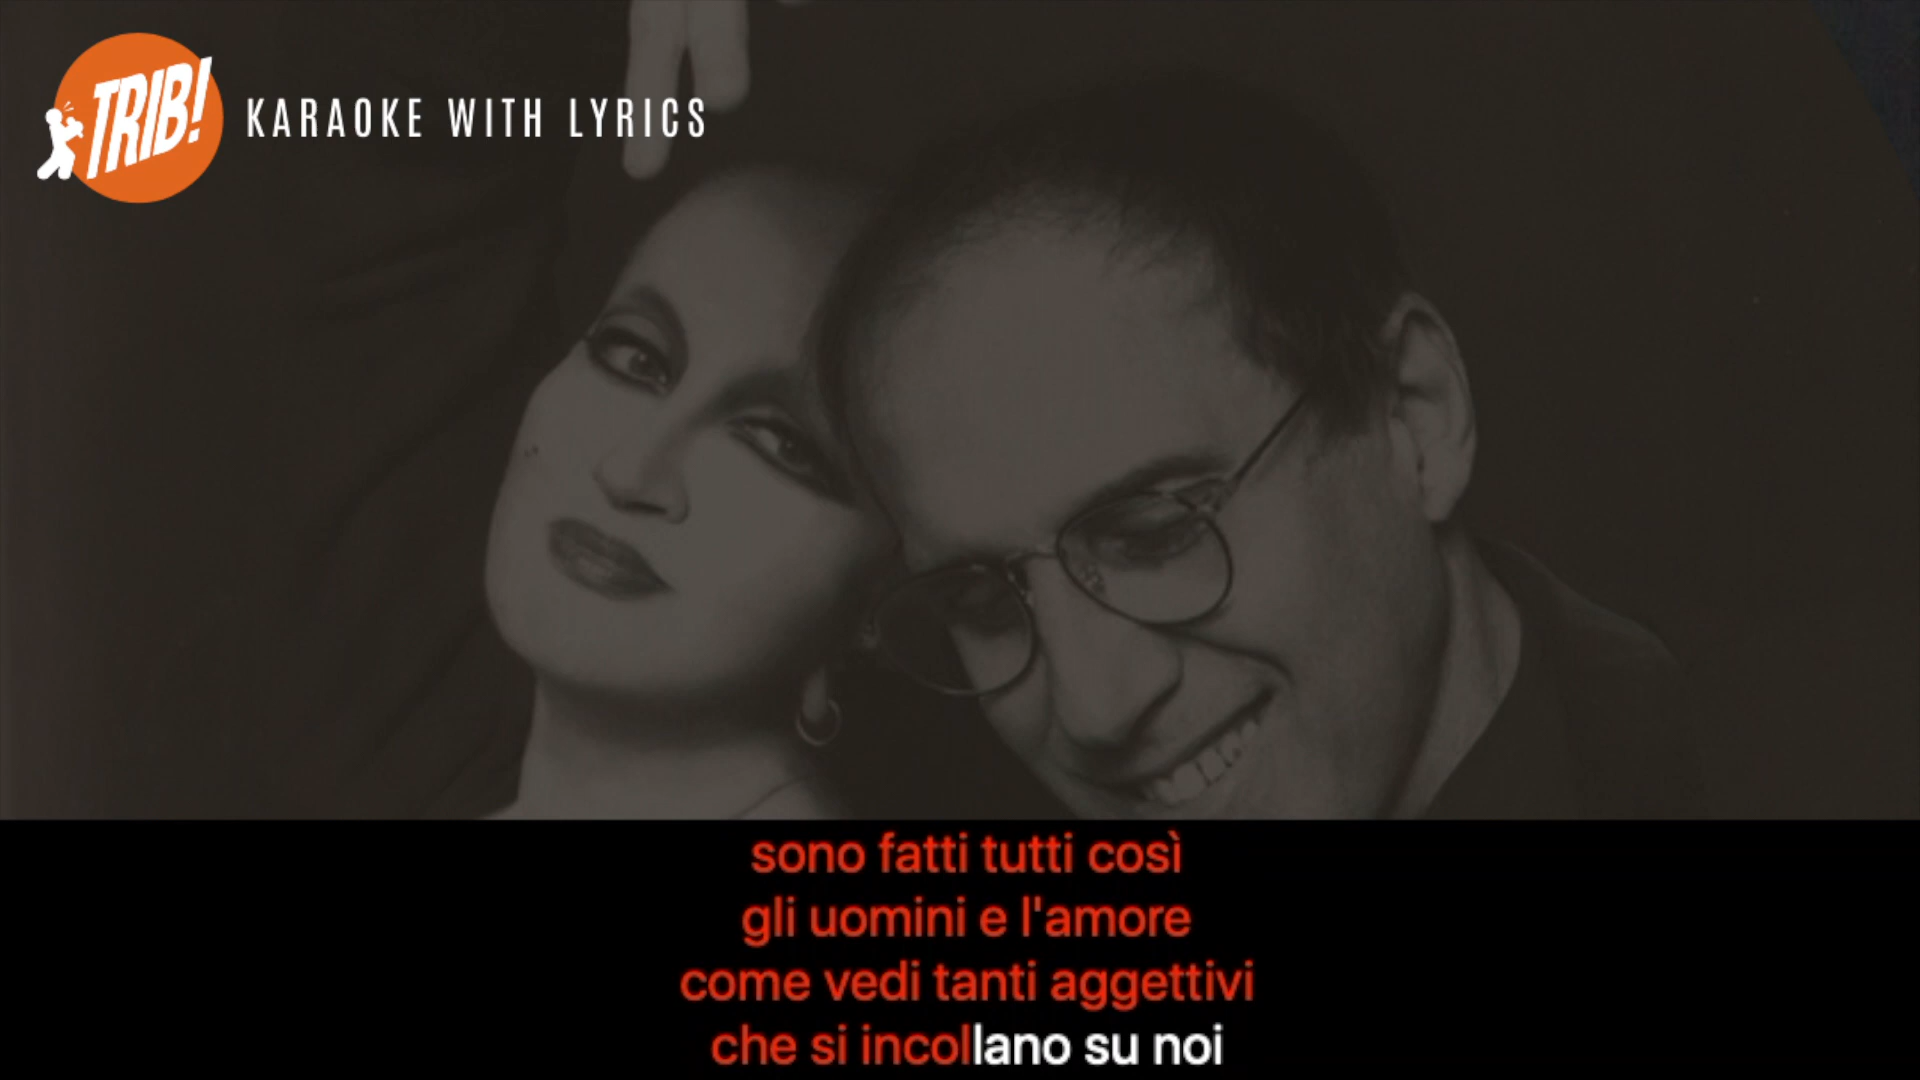 TRIB!
KARAOKE WITH LYRICS
sono fatti tutti così
gli uomini e l'amore
come vedi tanti aggettivi
che si incollano su noi